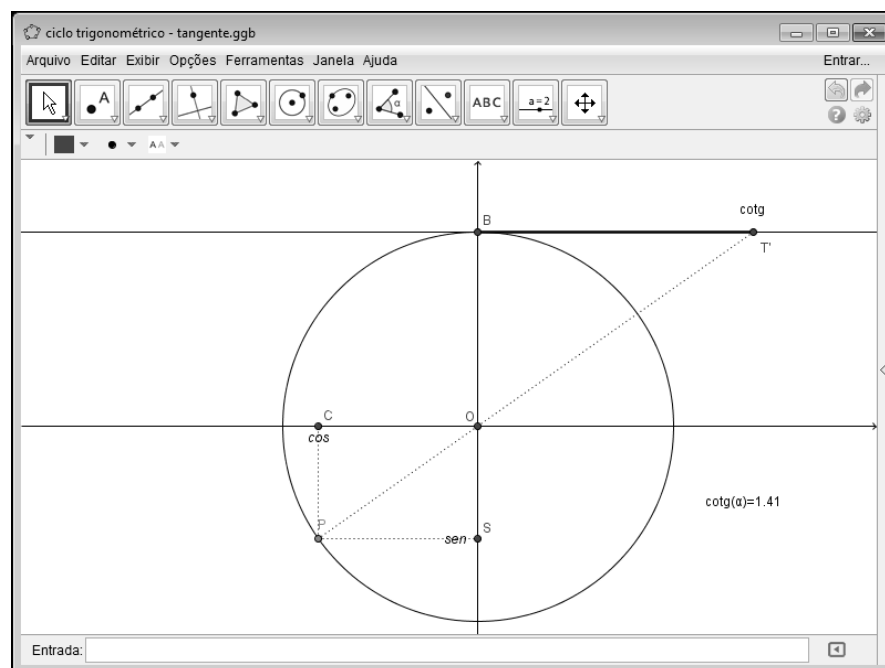 ciclo trigonométrico - tangente.ggb
Arquivo Editar Exibir Opções Ferramentas Janela Ajuda Entrar...
A α ABC a=2
A A
cotg
B
T'
C O
cos
cotg(α)=1.41
P S
sen
Entrada: